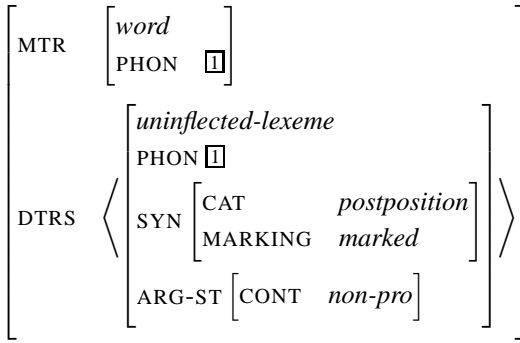 MTR word
PHON 1
DTRS uninflected-lexeme
PHON 1
SYN CAT postposition
MARKING marked
ARG-ST CONT non-pro